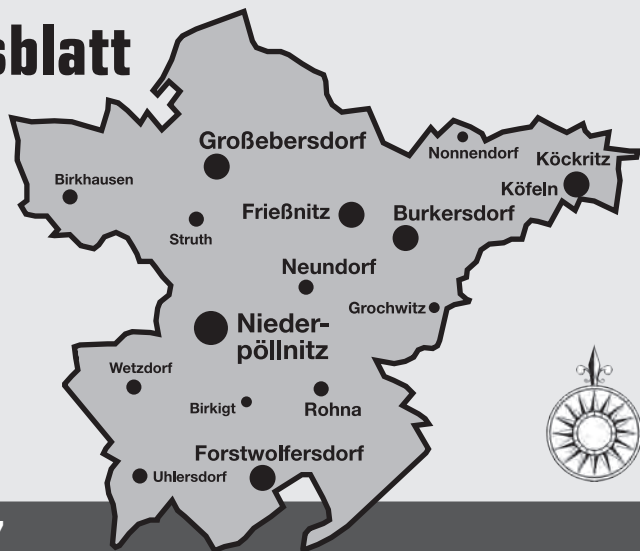 sblatt
Großebersdorf
Nonnendorf
Köckritz
Birkhausen
Köfeln
Frießnitz
Burkersdorf
Struth
Neundorf
Grochwitz
Nieder-
pöllnitz
Wetzdorf
Birkigt
Rohna
Forstwolfersdorf
Uhlersdorf